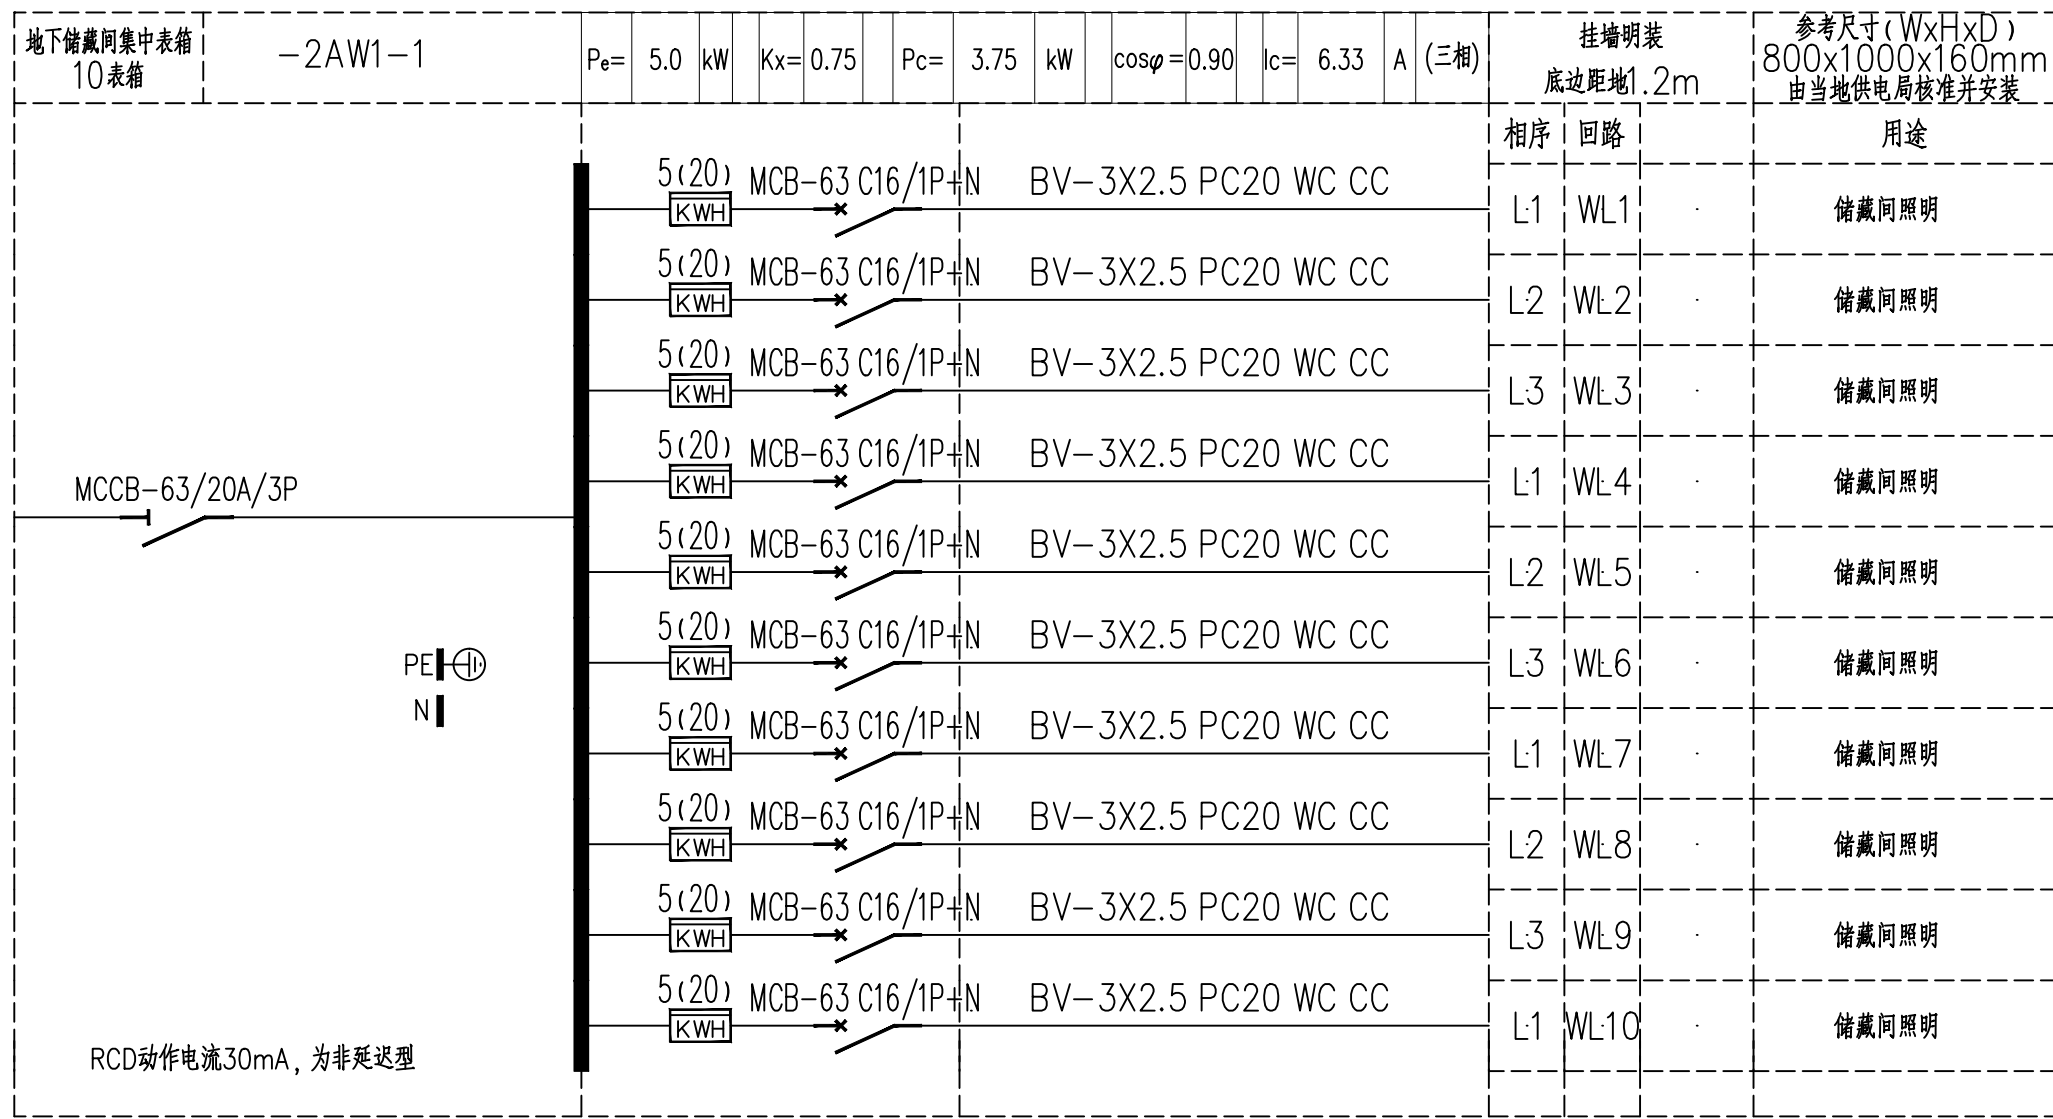 地下储藏间集中表箱
10表箱
-2AW1-1
Pe= 5.0 kW Kx= 0.75 Pc= 3.75 kW cosφ= 0.90 Ic= 6.33 A (三相)
挂墙明装
底边距地1.2m
参考尺寸(WxHxD)
800x1000x160mm
由当地供电局核准并安装
相序 回路 用途
5(20) MCB-63 C16/1P+N BV-3X2.5 PC20 WC CC
KWH L1 WL1 储藏间照明
5(20) MCB-63 C16/1P+N BV-3X2.5 PC20 WC CC
KWH L2 WL2 储藏间照明
5(20) MCB-63 C16/1P+N BV-3X2.5 PC20 WC CC
KWH L3 WL3 储藏间照明
5(20) MCB-63 C16/1P+N BV-3X2.5 PC20 WC CC
KWH L1 WL4 储藏间照明
MCCB-63/20A/3P
5(20) MCB-63 C16/1P+N BV-3X2.5 PC20 WC CC
KWH L2 WL5 储藏间照明
5(20) MCB-63 C16/1P+N BV-3X2.5 PC20 WC CC
KWH L3 WL6 储藏间照明
PE
N
5(20) MCB-63 C16/1P+N BV-3X2.5 PC20 WC CC
KWH L1 WL7 储藏间照明
5(20) MCB-63 C16/1P+N BV-3X2.5 PC20 WC CC
KWH L2 WL8 储藏间照明
5(20) MCB-63 C16/1P+N BV-3X2.5 PC20 WC CC
KWH L3 WL9 储藏间照明
5(20) MCB-63 C16/1P+N BV-3X2.5 PC20 WC CC
KWH L1 WL10 储藏间照明
RCD动作电流30mA，为非延迟型